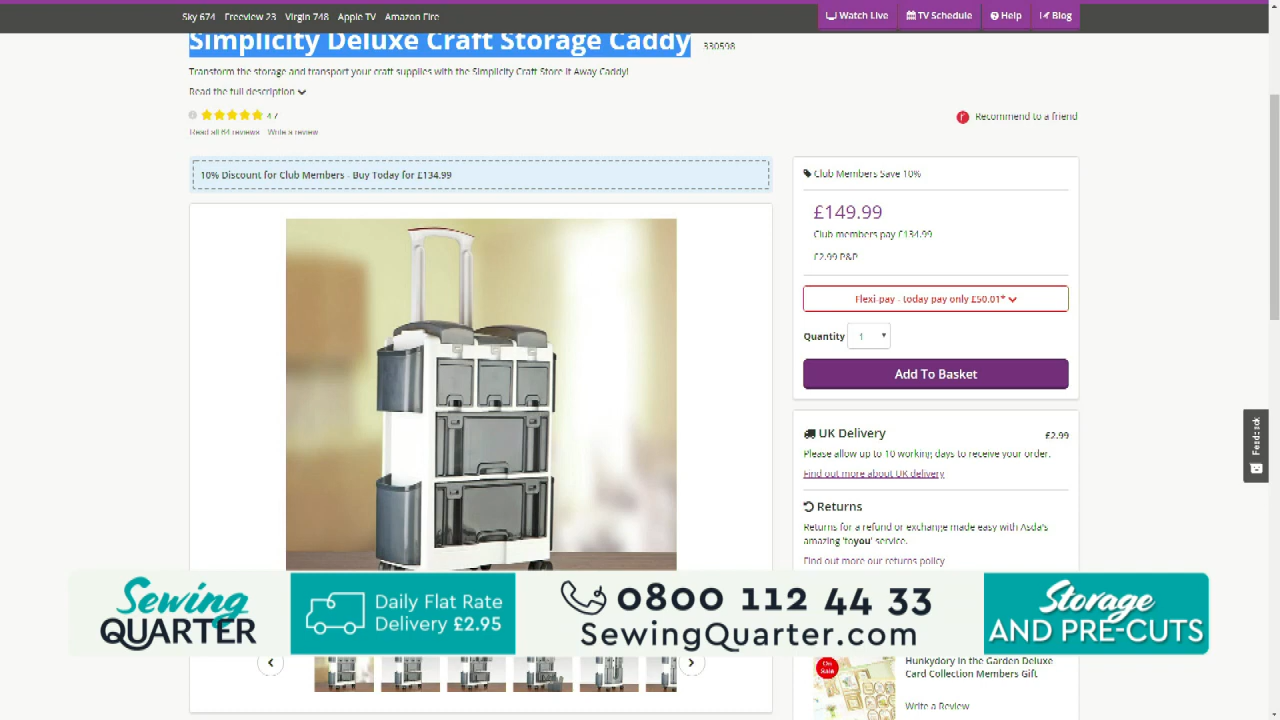 Sky 674 Freeview 23 Virgin 748 Apple TV Amazon Fire
Watch Live TV Schedule Help Blog
Simplicity Deluxe Craft Storage Caddy 330598
Transform the storage and transport your craft supplies with the Simplicity Craft Store It Away Caddy!
Read the full description
4.7
Recommend to a friend
Read all 64 reviews Write a review
10% Discount for Club Members - Buy Today for £134.99
Club Members Save 10%
£149.99
Club members pay £134.99
£2.99 P&P
Flexi-pay - today pay only £50.01*
Quantity 1
Add To Basket
UK Delivery £2.99
Please allow up to 10 working days to receive your order.
Find out more about UK delivery
Feedback
Returns
Returns for a refund or exchange made easy with Asda's
amazing 'toyou' service.
Find out more our returns policy
Sewing
QUARTER
Daily Flat Rate
Delivery £2.95
0800 112 44 33
SewingQuarter.com
Storage
AND PRE-CUTS
On
Sale
Hunkydory In the Garden Deluxe
Card Collection Members Gift
Write a Review